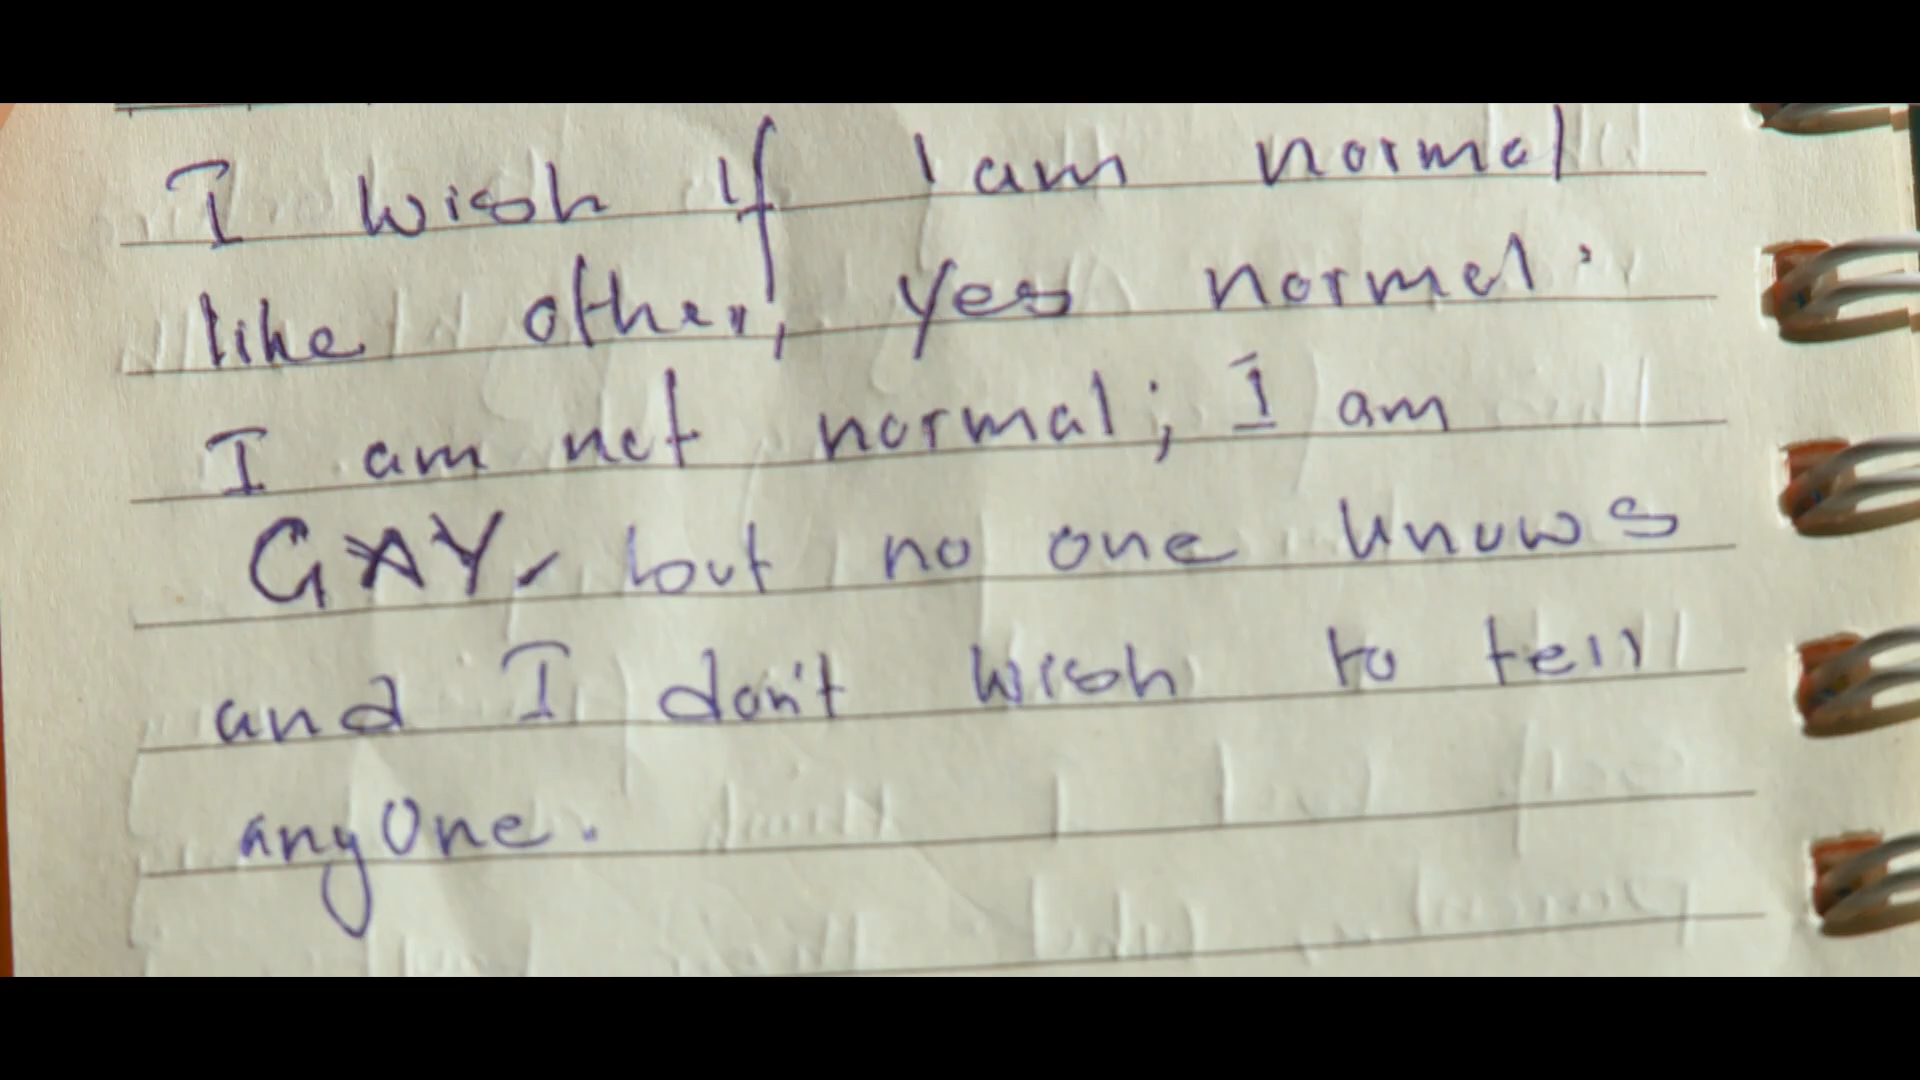 I wish if I am normal
like other, yes normal.
I am not normal; I am
GAY, but no one knows
and I don't wish to tell
anyone.